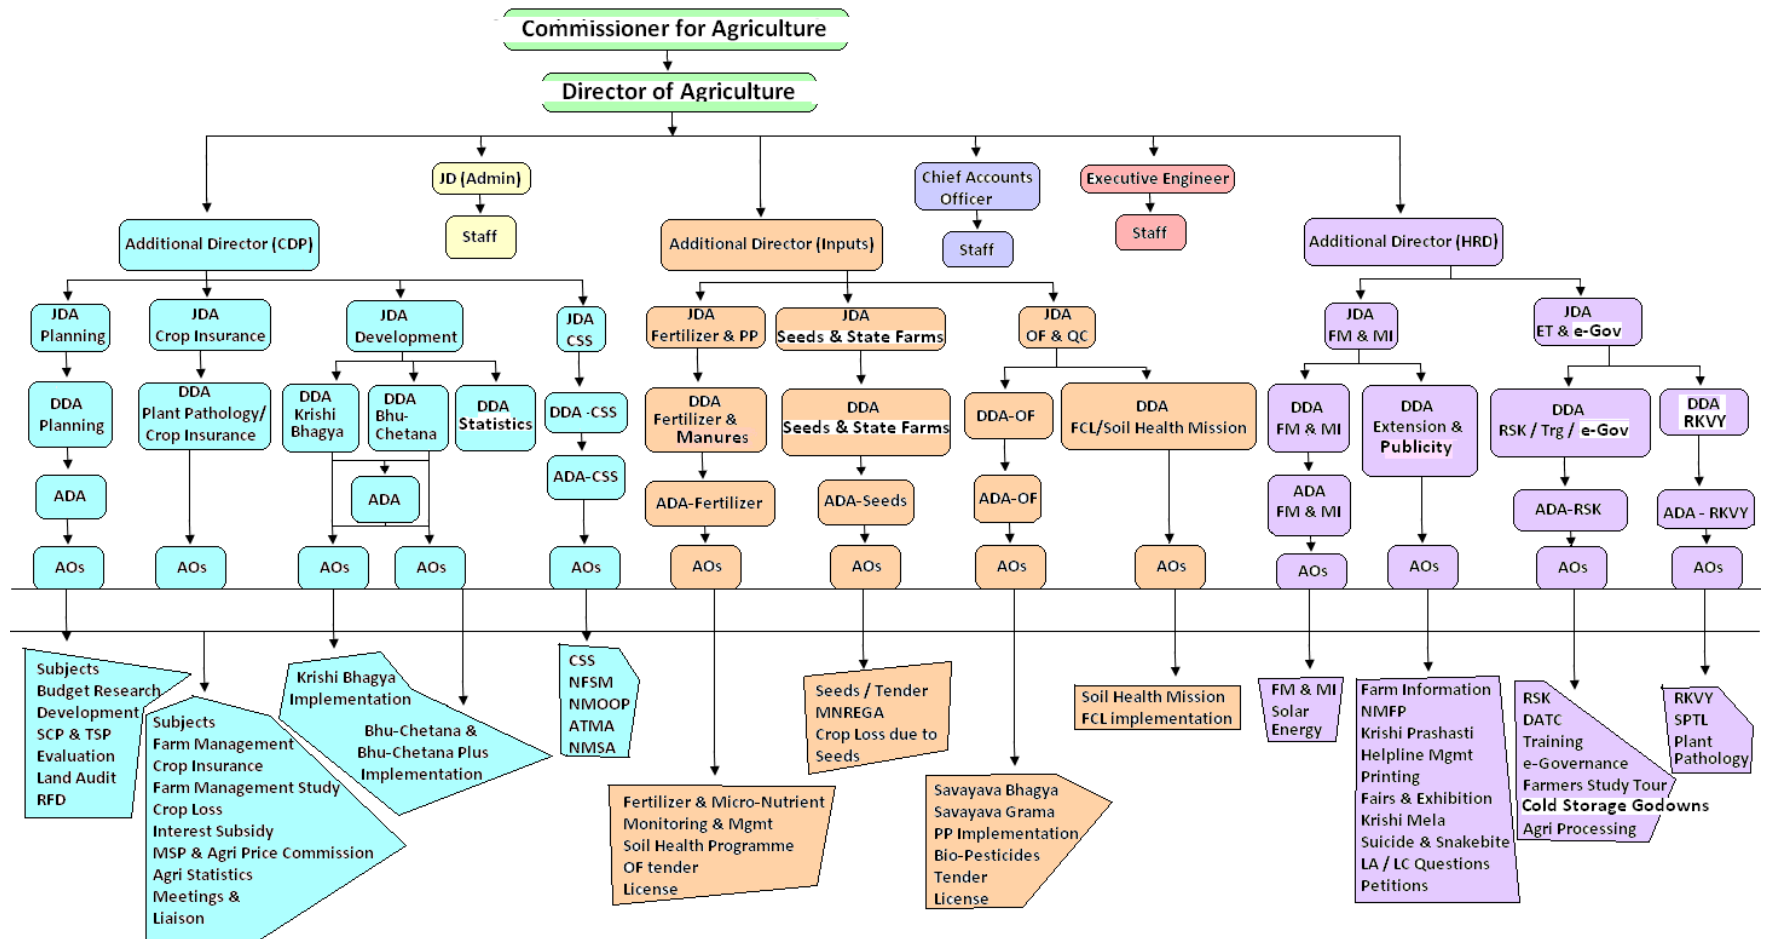 Commissioner for Agriculture
Director of Agriculture
JD (Admin)
Staff
Chief Accounts
Officer
Staff
Executive Engineer
Staff
Additional Director (CDP)
Additional Director (Inputs)
Additional Director (HRD)
JDA
Planning
JDA
Crop Insurance
JDA
Development
JDA
CSS
JDA
Fertilizer & PP
JDA
Seeds & State Farms
JDA
OF & QC
JDA
FM & MI
JDA
ET & e-Gov
DDA
Planning
DDA
Plant Pathology/
Crop Insurance
DDA
Krishi
Bhagya
DDA
Bhu-
Chetana
DDA
Statistics
DDA -CSS
DDA
Fertilizer &
Manures
DDA
Seeds & State Farms
DDA-OF
DDA
FCL/Soil Health Mission
DDA
FM & MI
DDA
Extension &
Publicity
DDA
RSK / Trg / e-Gov
DDA
RKVY
ADA
ADA
ADA-CSS
ADA-Fertilizer
ADA-Seeds
ADA-OF
ADA
FM & MI
ADA-RSK
ADA - RKVY
AOs
AOs
AOs
AOs
AOs
AOs
AOs
AOs
AOs
AOs
AOs
AOs
AOs
Subjects
Budget Research
Development
SCP & TSP
Evaluation
Land Audit
RFD
Subjects
Farm Management
Crop Insurance
Farm Management Study
Crop Loss
Interest Subsidy
MSP & Agri Price Commission
Agri Statistics
Meetings &
Liaison
Krishi Bhagya
Implementation
Bhu-Chetana &
Bhu-Chetana Plus
Implementation
CSS
NFSM
NMOOP
ATMA
NMSA
Fertilizer & Micro-Nutrient
Monitoring & Mgmt
Soil Health Programme
OF tender
License
Seeds / Tender
MNREGA
Crop Loss due to
Seeds
Savayava Bhagya
Savayava Grama
PP Implementation
Bio-Pesticides
Tender
License
Soil Health Mission
FCL implementation
FM & MI
Solar
Energy
Farm Information
NMFP
Krishi Prashasti
Helpline Mgmt
Printing
Fairs & Exhibition
Krishi Mela
Suicide & Snakebite
LA / LC Questions
Petitions
RSK
DATC
Training
e-Governance
Farmers Study Tour
Cold Storage Godowns
Agri Processing
RKVY
SPTL
Plant
Pathology